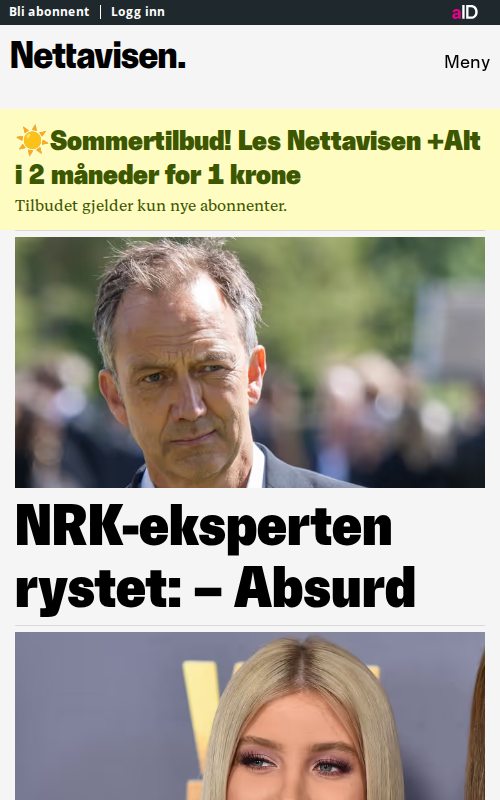 Bli abonnent | Logg inn
aID
Nettavisen.
Meny
☀️Sommertilbud! Les Nettavisen +Alt
i 2 måneder for 1 krone
Tilbudet gjelder kun nye abonnenter.
NRK-eksperten
rystet: – Absurd